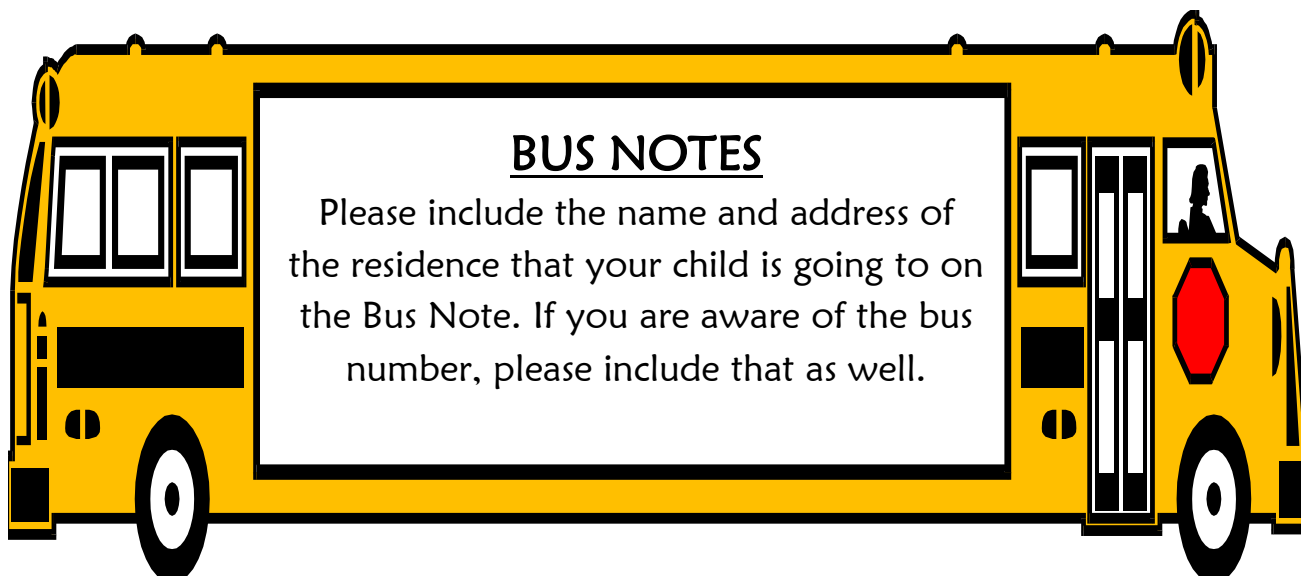 BUS NOTES
Please include the name and address of
the residence that your child is going to on
the Bus Note. If you are aware of the bus
number, please include that as well.